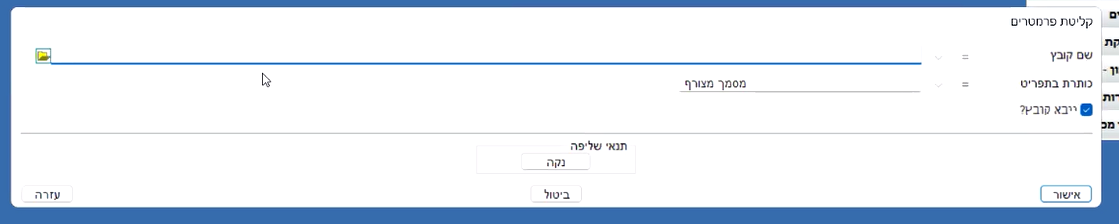 קליטת פרמטרים
שם קובץ =
כותרת בתפריט = מסמך מצורף
ייבא קובץ?
תנאי שליפה
נקה
אישור ביטול עזרה